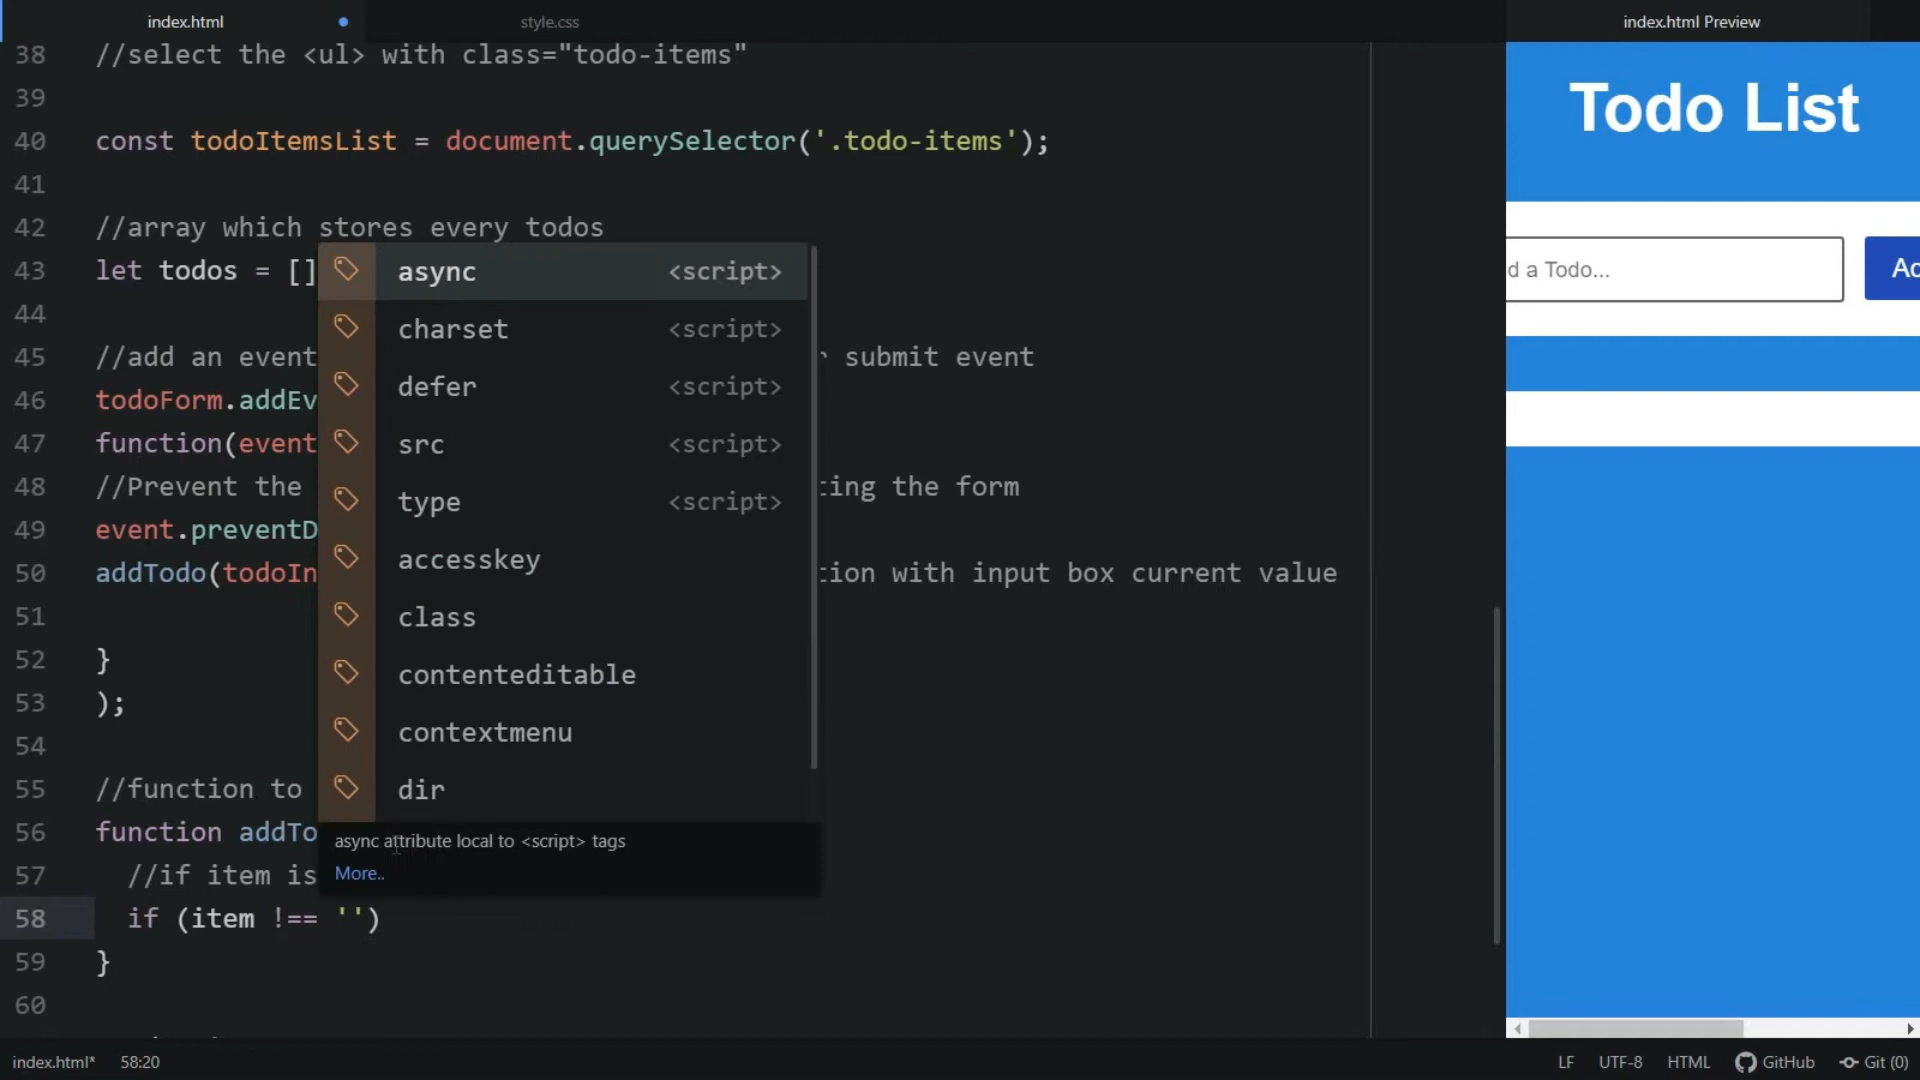 index.html
style.css
index.html Preview
38 //select the <ul> with class="todo-items"
39
40 const todoItemsList = document.querySelector('.todo-items');
41
42 //array which stores every todos
43 let todos = []
44
45 //add an event submit event
46 todoForm.addEv
47 function(event
48 //Prevent the ting the form
49 event.preventD
50 addTodo(todoIn tion with input box current value
51
52 }
53 );
54
55 //function to
56 function addTo
57 //if item is
58 if (item !== '')
59 }
60
async <script>
charset <script>
defer <script>
src <script>
type <script>
accesskey
class
contenteditable
contextmenu
dir
async attribute local to <script> tags
More..
Todo List
d a Todo...
Ad
index.html* 58:20
LF UTF-8 HTML GitHub Git (0)